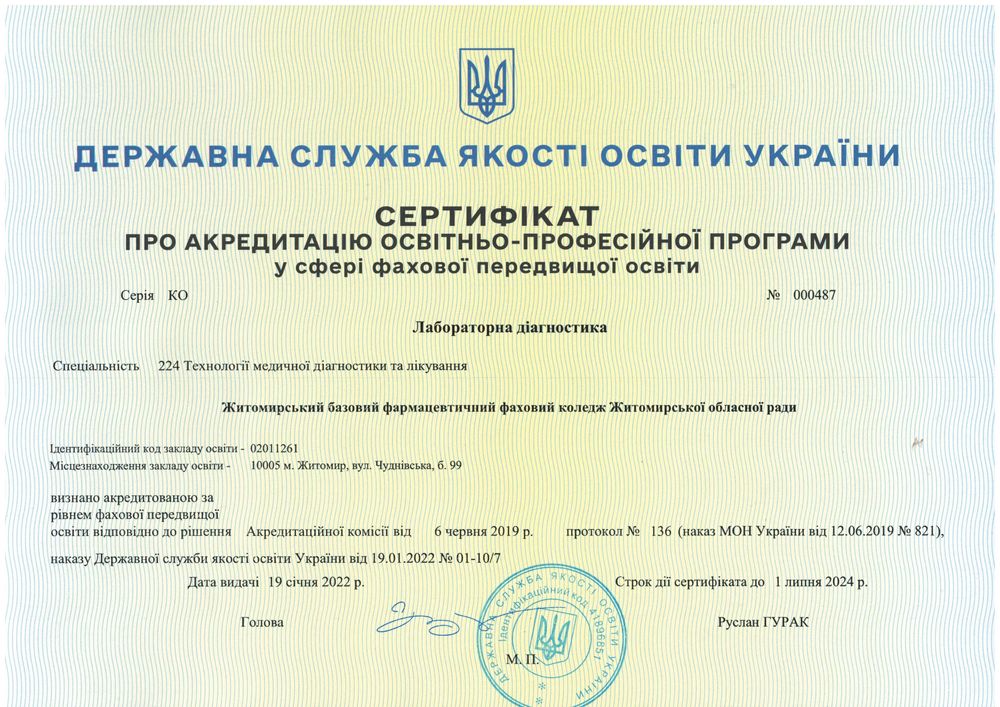 ДЕРЖАВНА СЛУЖБА ЯКОСТІ ОСВІТИ УКРАЇНИ
СЕРТИФІКАТ
ПРО АКРЕДИТАЦІЮ ОСВІТНЬО-ПРОФЕСІЙНОЇ ПРОГРАМИ
у сфері фахової передвищої освіти
Серія КО № 000487
Лабораторна діагностика
Спеціальність 224 Технології медичної діагностики та лікування
Житомирський базовий фармацевтичний фаховий коледж Житомирської обласної ради
Ідентифікаційний код закладу освіти - 02011261
Місцезнаходження закладу освіти - 10005 м. Житомир, вул. Чуднівська, б. 99
визнано акредитованою за
рівнем фахової передвищої
освіти відповідно до рішення Акредитаційної комісії від 6 червня 2019 р. протокол № 136 (наказ МОН України від 12.06.2019 № 821),
наказу Державної служби якості освіти України від 19.01.2022 № 01-10/7
Дата видачі 19 січня 2022 р. Строк дії сертифіката до 1 липня 2024 р.
Голова Руслан ГУРАК
М. П.
ДЕРЖАВНА СЛУЖБА ЯКОСТІ ОСВІТИ УКРАЇНИ
Ідентифікаційний код 41896851